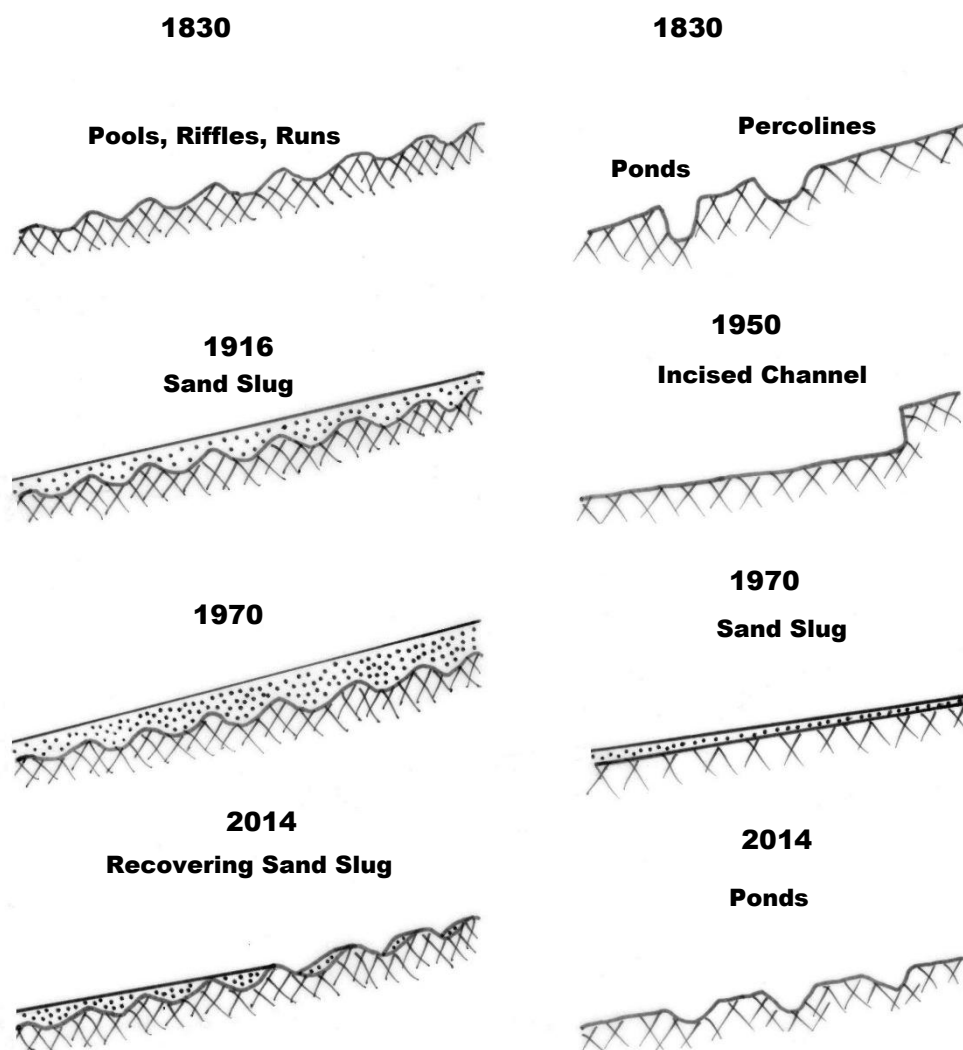 1830
Pools, Riffles, Runs
1916
Sand Slug
1970
2014
Recovering Sand Slug
1830
Percolines
Ponds
1950
Incised Channel
1970
Sand Slug
2014
Ponds